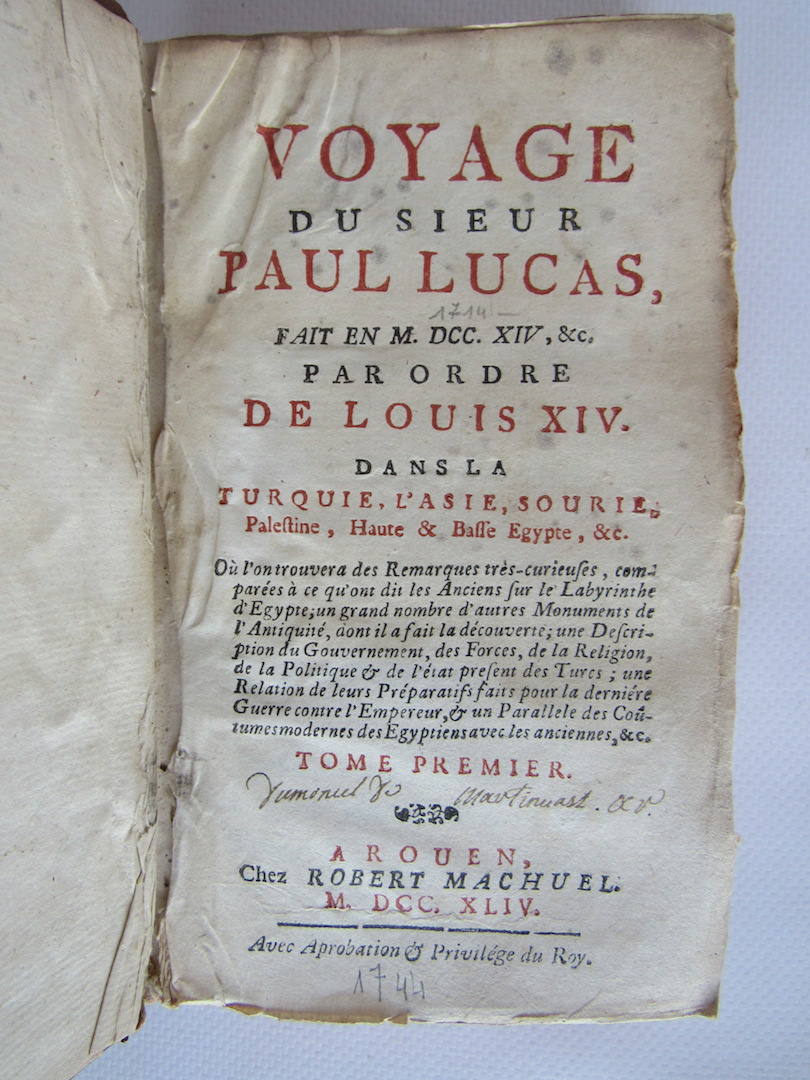 VOYAGE
DU SIEUR
PAUL LUCAS,
1714
FAIT EN M. DCC. XIV, &c.
PAR ORDRE
DE LOUIS XIV.
DANS LA
TURQUIE, L'ASIE, SOURIE,
Paleſtine, Haute & Baſſe Egypte, &c.
Où l'on trouvera des Remarques très-curieuſes, com-
parées à ce qu'ont dit les Anciens ſur le Labyrinthe
d'Egypte; un grand nombre d'autres Monuments de
l'Antiquité, dont il a fait la découverte; une Deſcri-
ption du Gouvernement, des Forces, de la Religion,
de la Politique & de l'état preſent des Turcs; une
Relation de leurs Préparatifs faits pour la derniére
Guerre contre l'Empereur, & un Parallele des Coû-
tumes modernes des Egyptiens avec les anciennes, &c.
TOME PREMIER.
A ROUEN,
Chez ROBERT MACHUEL.
M. DCC. XLIV.
Avec Aprobation & Privilége du Roy.
1744